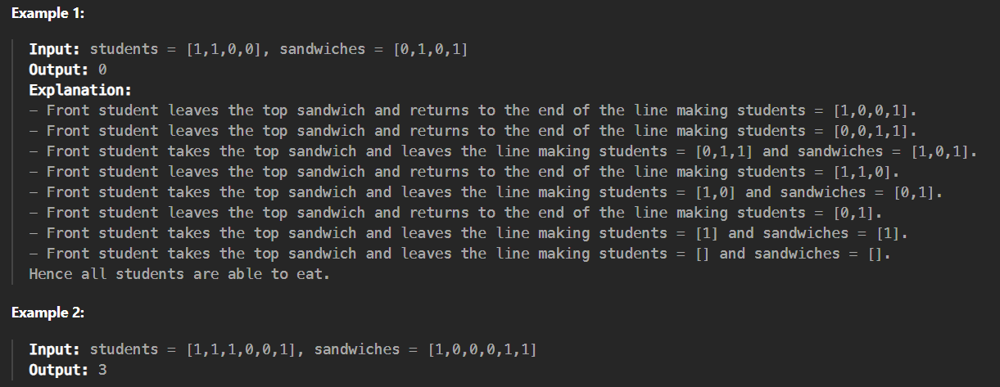 Example 1:
Input: students = [1,1,0,0], sandwiches = [0,1,0,1]
Output: 0
Explanation:
- Front student leaves the top sandwich and returns to the end of the line making students = [1,0,0,1].
- Front student leaves the top sandwich and returns to the end of the line making students = [0,0,1,1].
- Front student takes the top sandwich and leaves the line making students = [0,1,1] and sandwiches = [1,0,1].
- Front student leaves the top sandwich and returns to the end of the line making students = [1,1,0].
- Front student takes the top sandwich and leaves the line making students = [1,0] and sandwiches = [0,1].
- Front student leaves the top sandwich and returns to the end of the line making students = [0,1].
- Front student takes the top sandwich and leaves the line making students = [1] and sandwiches = [1].
- Front student takes the top sandwich and leaves the line making students = [] and sandwiches = [].
Hence all students are able to eat.
Example 2:
Input: students = [1,1,1,0,0,1], sandwiches = [1,0,0,0,1,1]
Output: 3